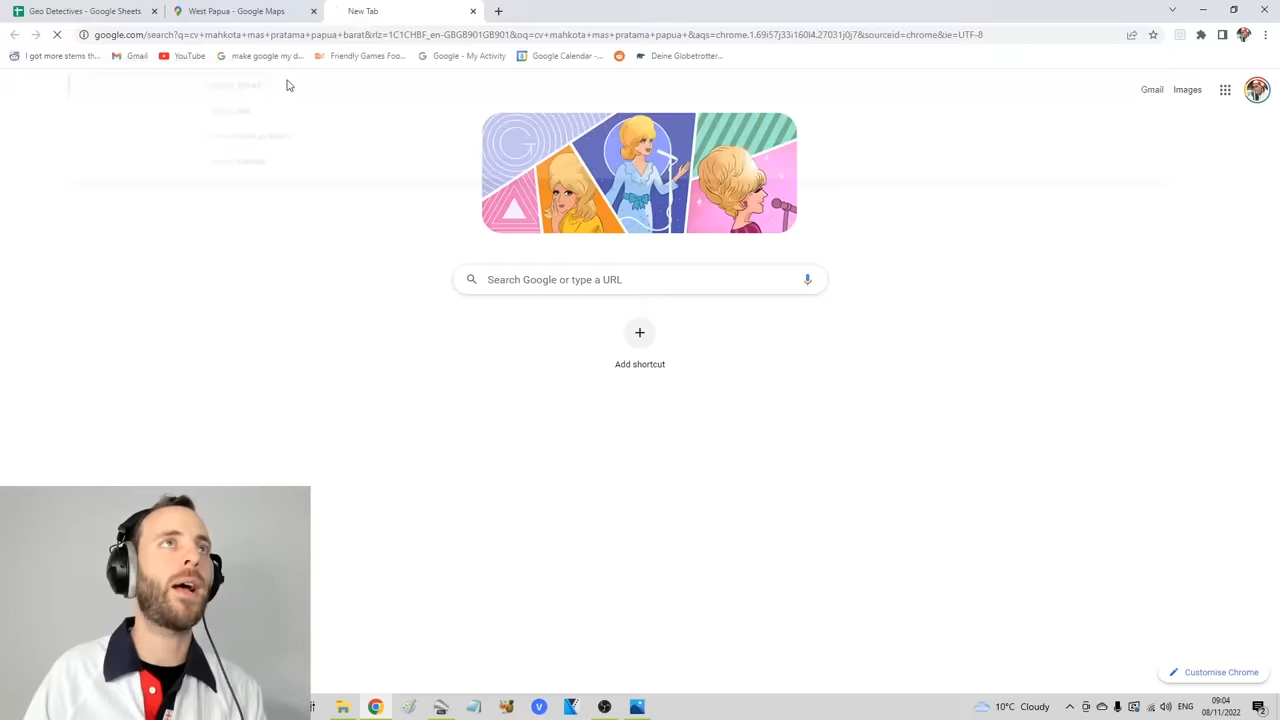 Geo Detectives - Google Sheets
West Papua - Google Maps
New Tab
google.com/search?q=cv+mahkota+mas+pratama+papua+barat&rlz=1C1CHBF_en-GBGB901GB901&oq=cv+mahkota+mas+pratama+papua+&aqs=chrome.1.69i57j33i160l4.27031j0j7&sourceid=chrome&ie=UTF-8
I got more stems th...
Gmail
YouTube
make google my d...
Friendly Games Foo...
Google - My Activity
Google Calendar -...
Deine Globetrotter...
Gmail
Images
Search Google or type a URL
Add shortcut
Customise Chrome
10°C Cloudy
ENG
09:04
08/11/2022